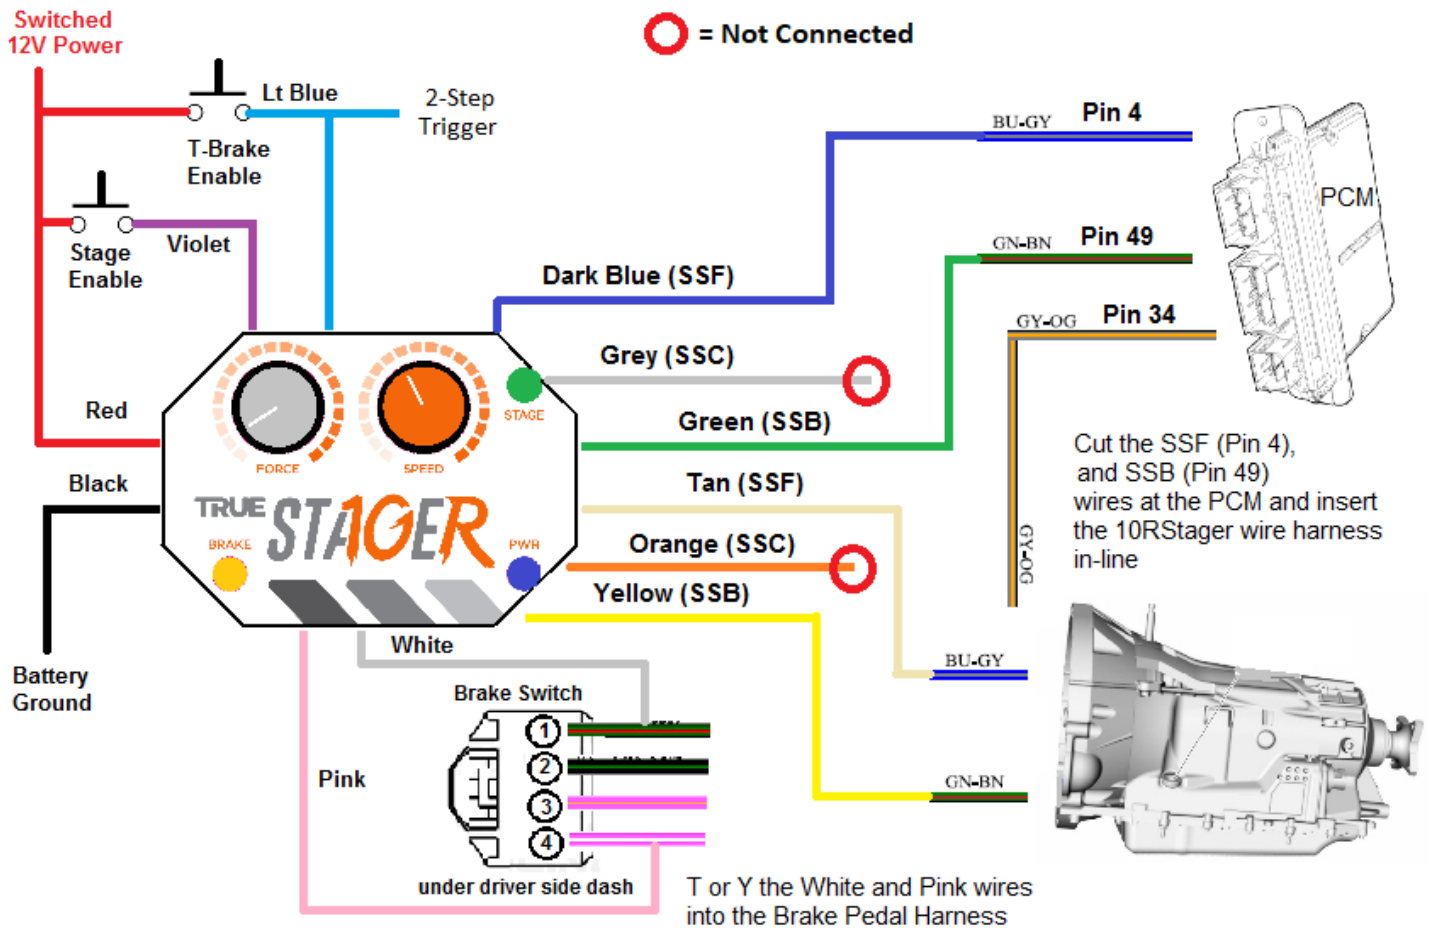 Switched
12V Power
= Not Connected
Lt Blue
2-Step
Trigger
T-Brake
Enable
Stage
Enable
Violet
BU-GY
Pin 4
PCM
GN-BN
Pin 49
GY-OG
Pin 34
Dark Blue (SSF)
Grey (SSC)
Green (SSB)
Tan (SSF)
Orange (SSC)
Yellow (SSB)
Red
Black
Battery
Ground
FORCE
SPEED
STAGE
TRUE
STA10ER
BRAKE
PWR
Cut the SSF (Pin 4),
and SSB (Pin 49)
wires at the PCM and insert
the 10RStager wire harness
in-line
GY-OG
BU-GY
GN-BN
White
Pink
Brake Switch
1
2
3
4
under driver side dash
T or Y the White and Pink wires
into the Brake Pedal Harness